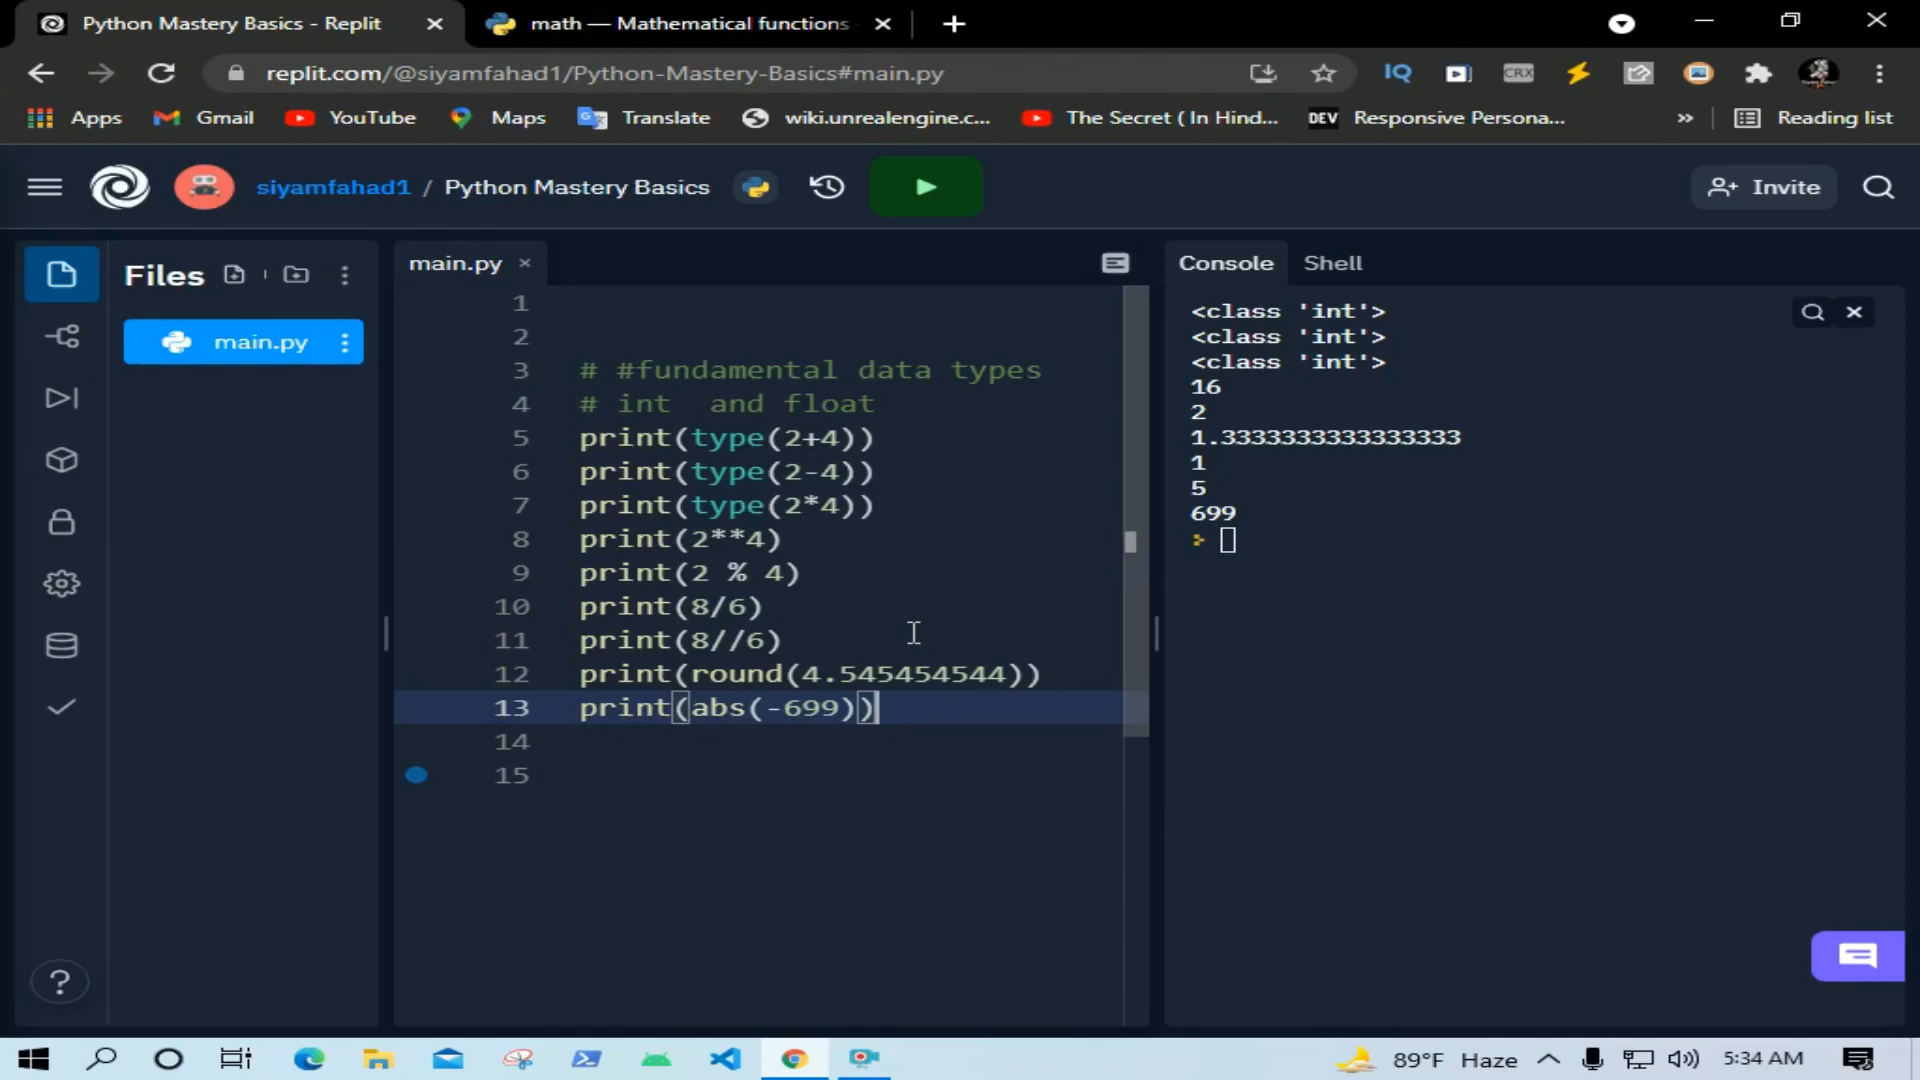 Python Mastery Basics - Replit
math — Mathematical functions
replit.com/@siyamfahad1/Python-Mastery-Basics#main.py
IQ
CRX
Apps
Gmail
YouTube
Maps
Translate
wiki.unrealengine.c...
The Secret ( In Hind...
DEV
Responsive Persona...
»
Reading list
siyamfahad1 / Python Mastery Basics
Invite
Files
main.py
main.py
1
2
3 # #fundamental data types
4 # int  and float
5 print(type(2+4))
6 print(type(2-4))
7 print(type(2*4))
8 print(2**4)
9 print(2 % 4)
10 print(8/6)
11 print(8//6)
12 print(round(4.545454544))
13 print(abs(-699))
14
15
Console
Shell
<class 'int'>
<class 'int'>
<class 'int'>
16
2
1.3333333333333333
1
5
699
?
89°F Haze
5:34 AM